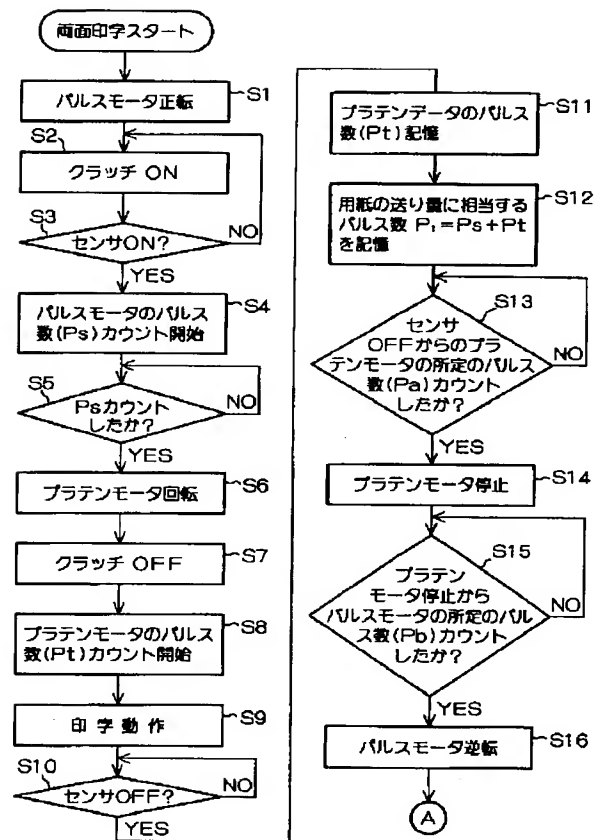 両面印字スタート
パルスモータ正転
S1
S2
クラッチ ON
S3
センサON?
NO
YES
パルスモータのパルス
数(Ps)カウント開始
S4
S5
Psカウント
したか?
NO
YES
プラテンモータ回転
S6
クラッチ OFF
S7
プラテンモータのパルス
数(Pt)カウント開始
S8
印字動作
S9
S10
センサOFF?
NO
YES
プラテンデータのパルス
数(Pt)記憶
S11
用紙の送り量に相当する
パルス数 P₁=Ps+Pt
を記憶
S12
S13
センサ
OFFからのプラ
テンモータの所定のパルス
数(Pa)カウント
したか?
NO
YES
プラテンモータ停止
S14
S15
プラテン
モータ停止から
パルスモータの所定のパル
ス数(Pb)カウント
したか?
NO
YES
パルスモータ逆転
S16
A